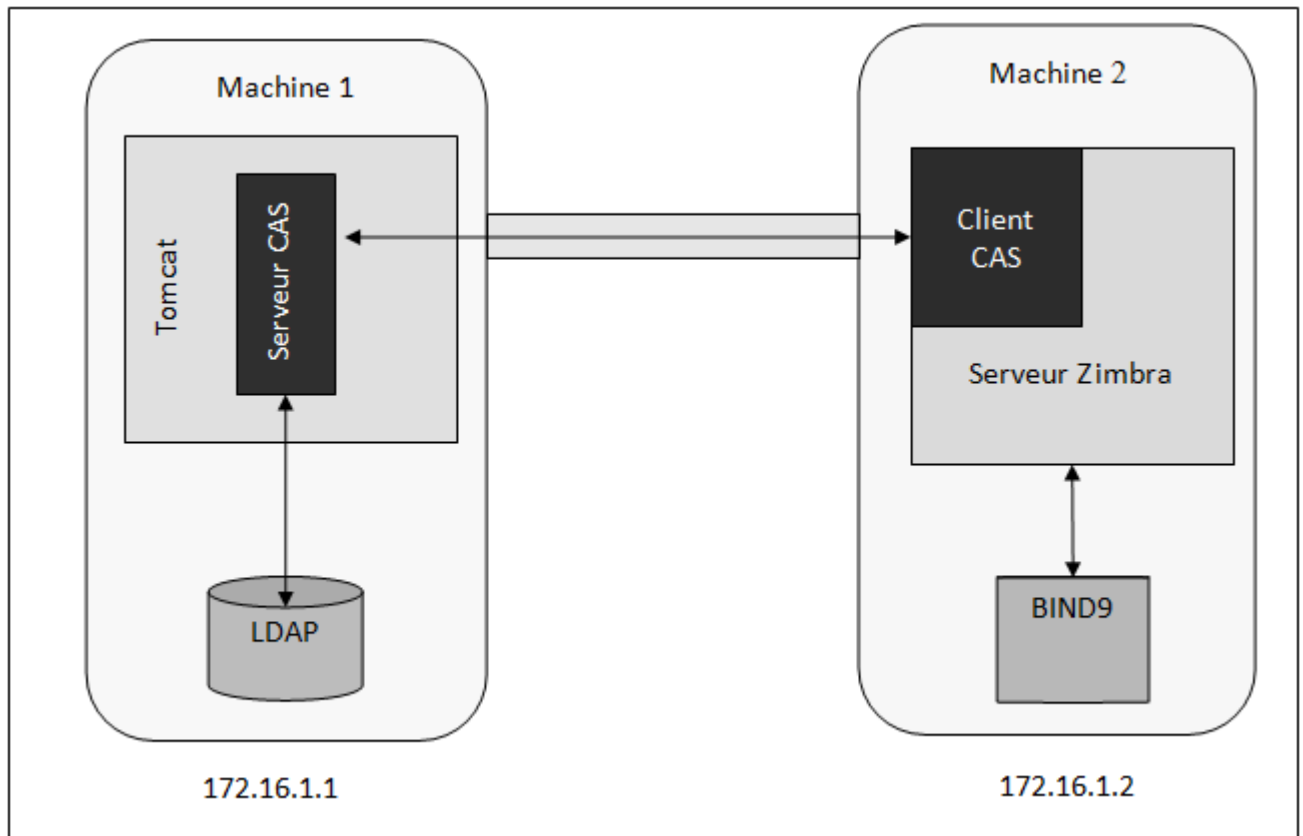 Machine 1
Tomcat
Serveur CAS
LDAP
172.16.1.1
Machine 2
Client
CAS
Serveur Zimbra
BIND9
172.16.1.2